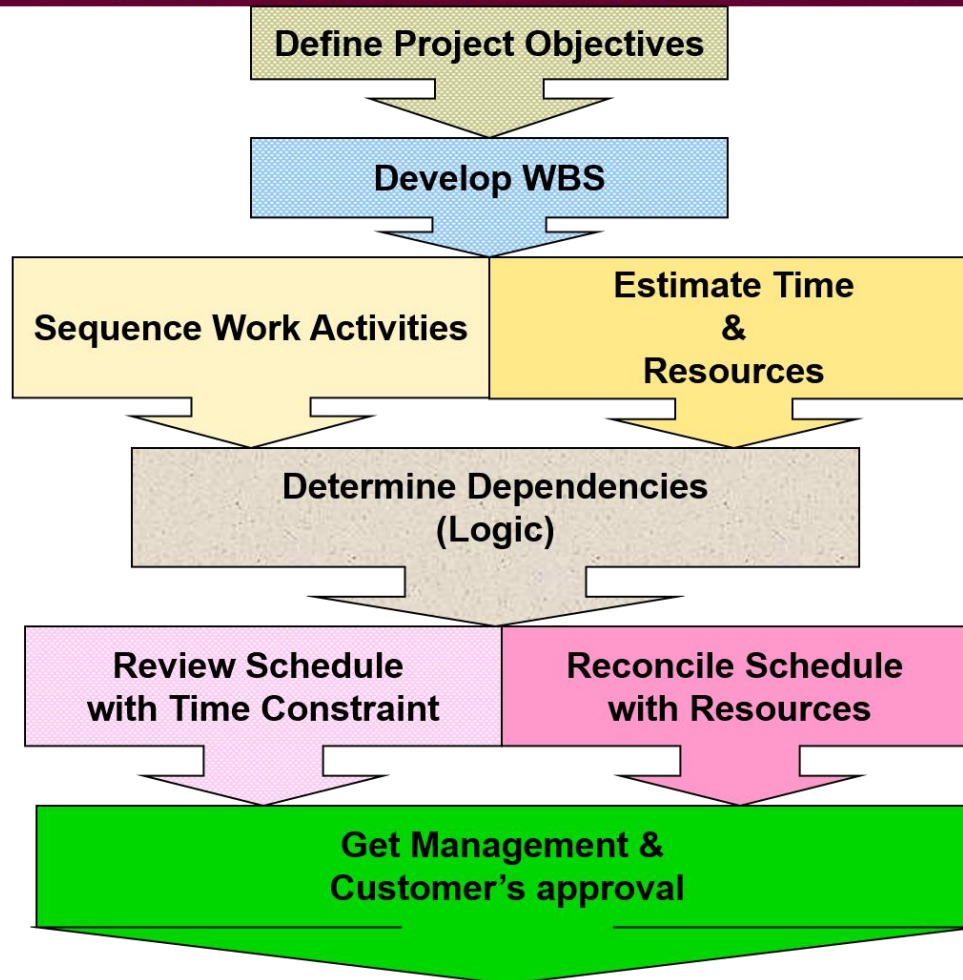 Define Project Objectives
Develop WBS
Sequence Work Activities
Estimate Time
&
Resources
Determine Dependencies
(Logic)
Review Schedule
with Time Constraint
Reconcile Schedule
with Resources
Get Management &
Customer's approval